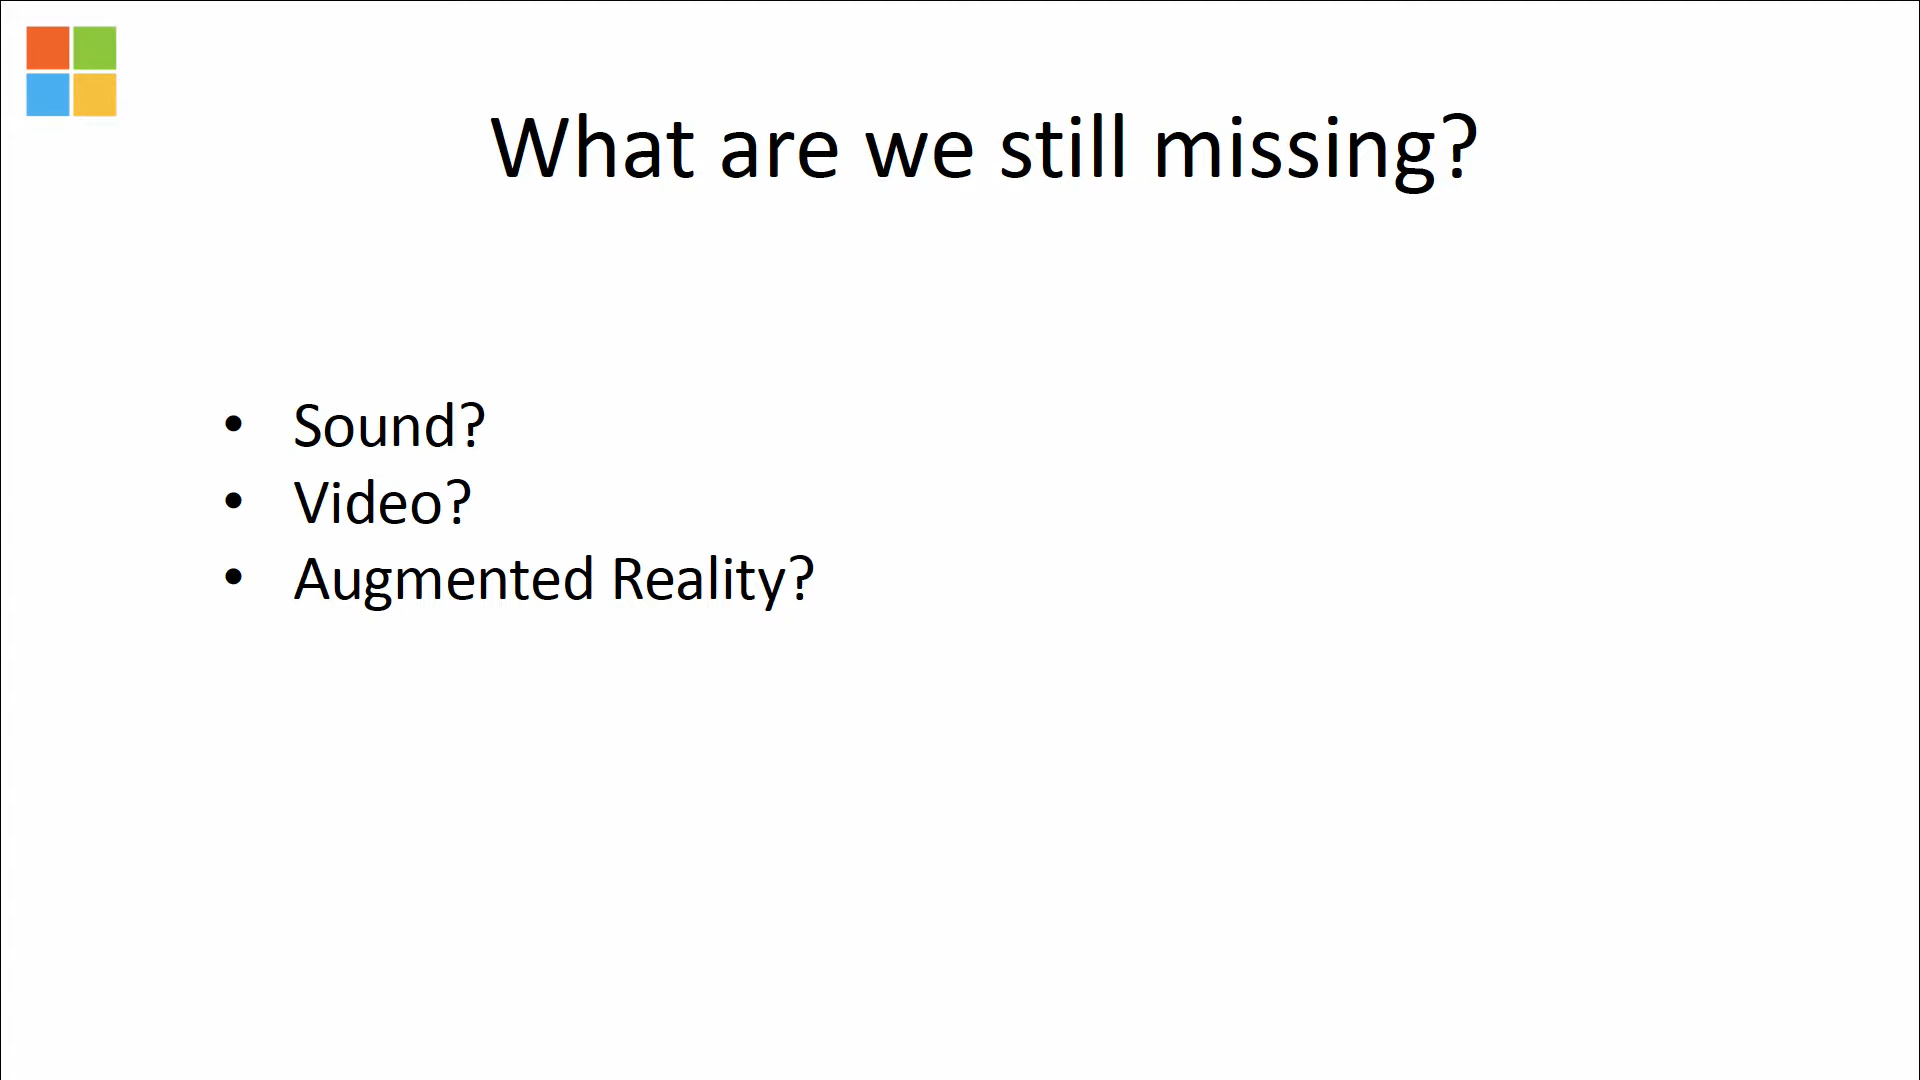 What are we still missing?
• Sound?
• Video?
• Augmented Reality?